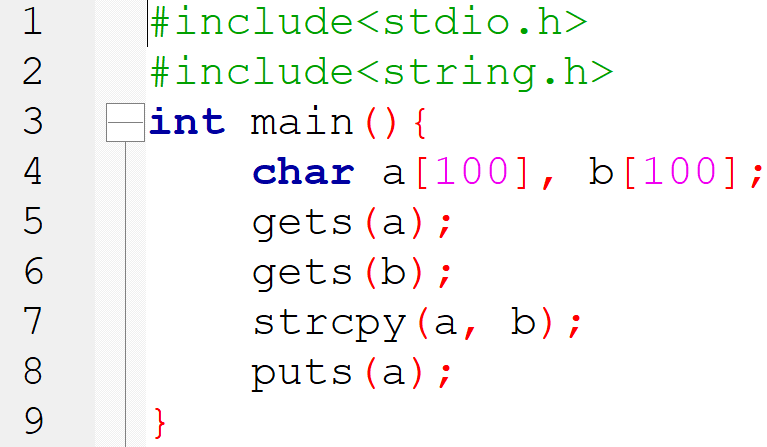 1 #include<stdio.h>
2 #include<string.h>
3 int main(){
4     char a[100], b[100];
5     gets(a);
6     gets(b);
7     strcpy(a, b);
8     puts(a);
9 }